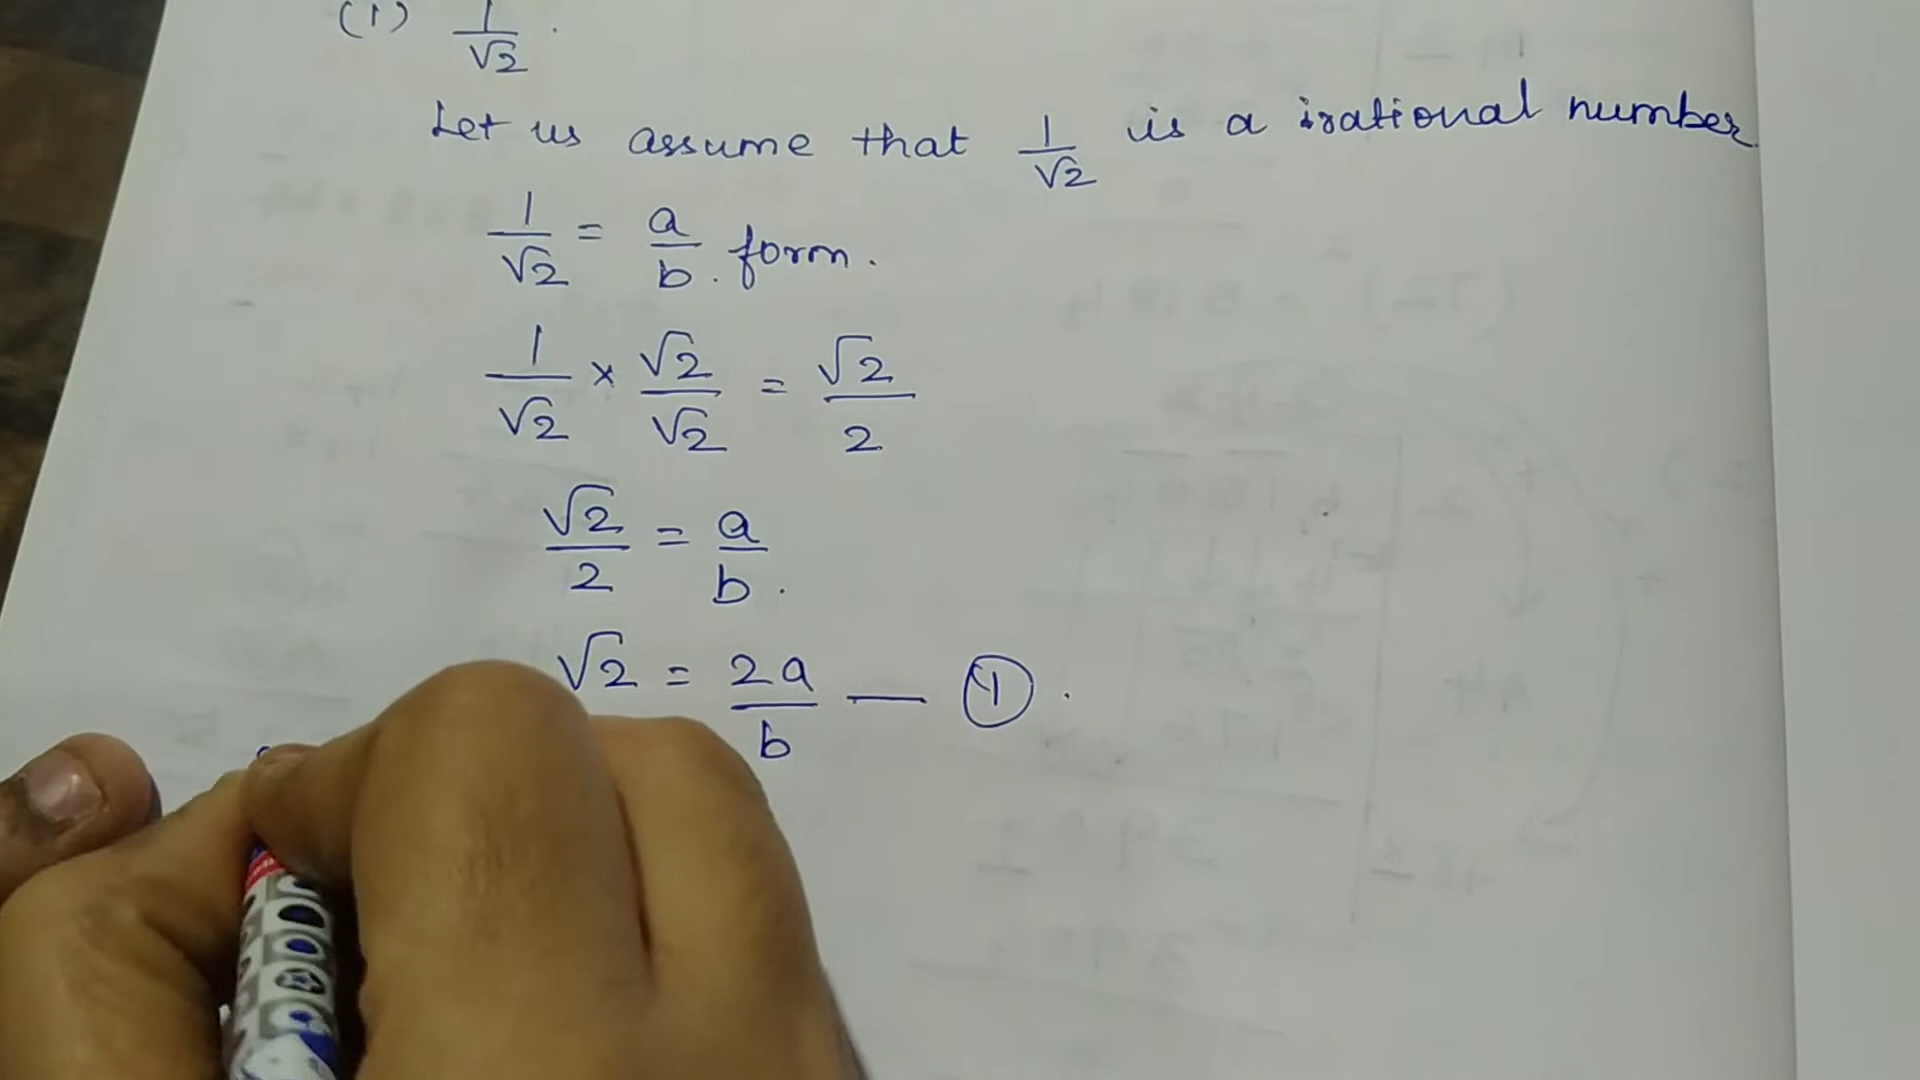 (1) 1/√2 .
Let us assume that 1/√2 is a irational number
1/√2 = a/b . form .
1/√2 × √2/√2 = √2/2
√2/2 = a/b .
√2 = 2a/b — ① .